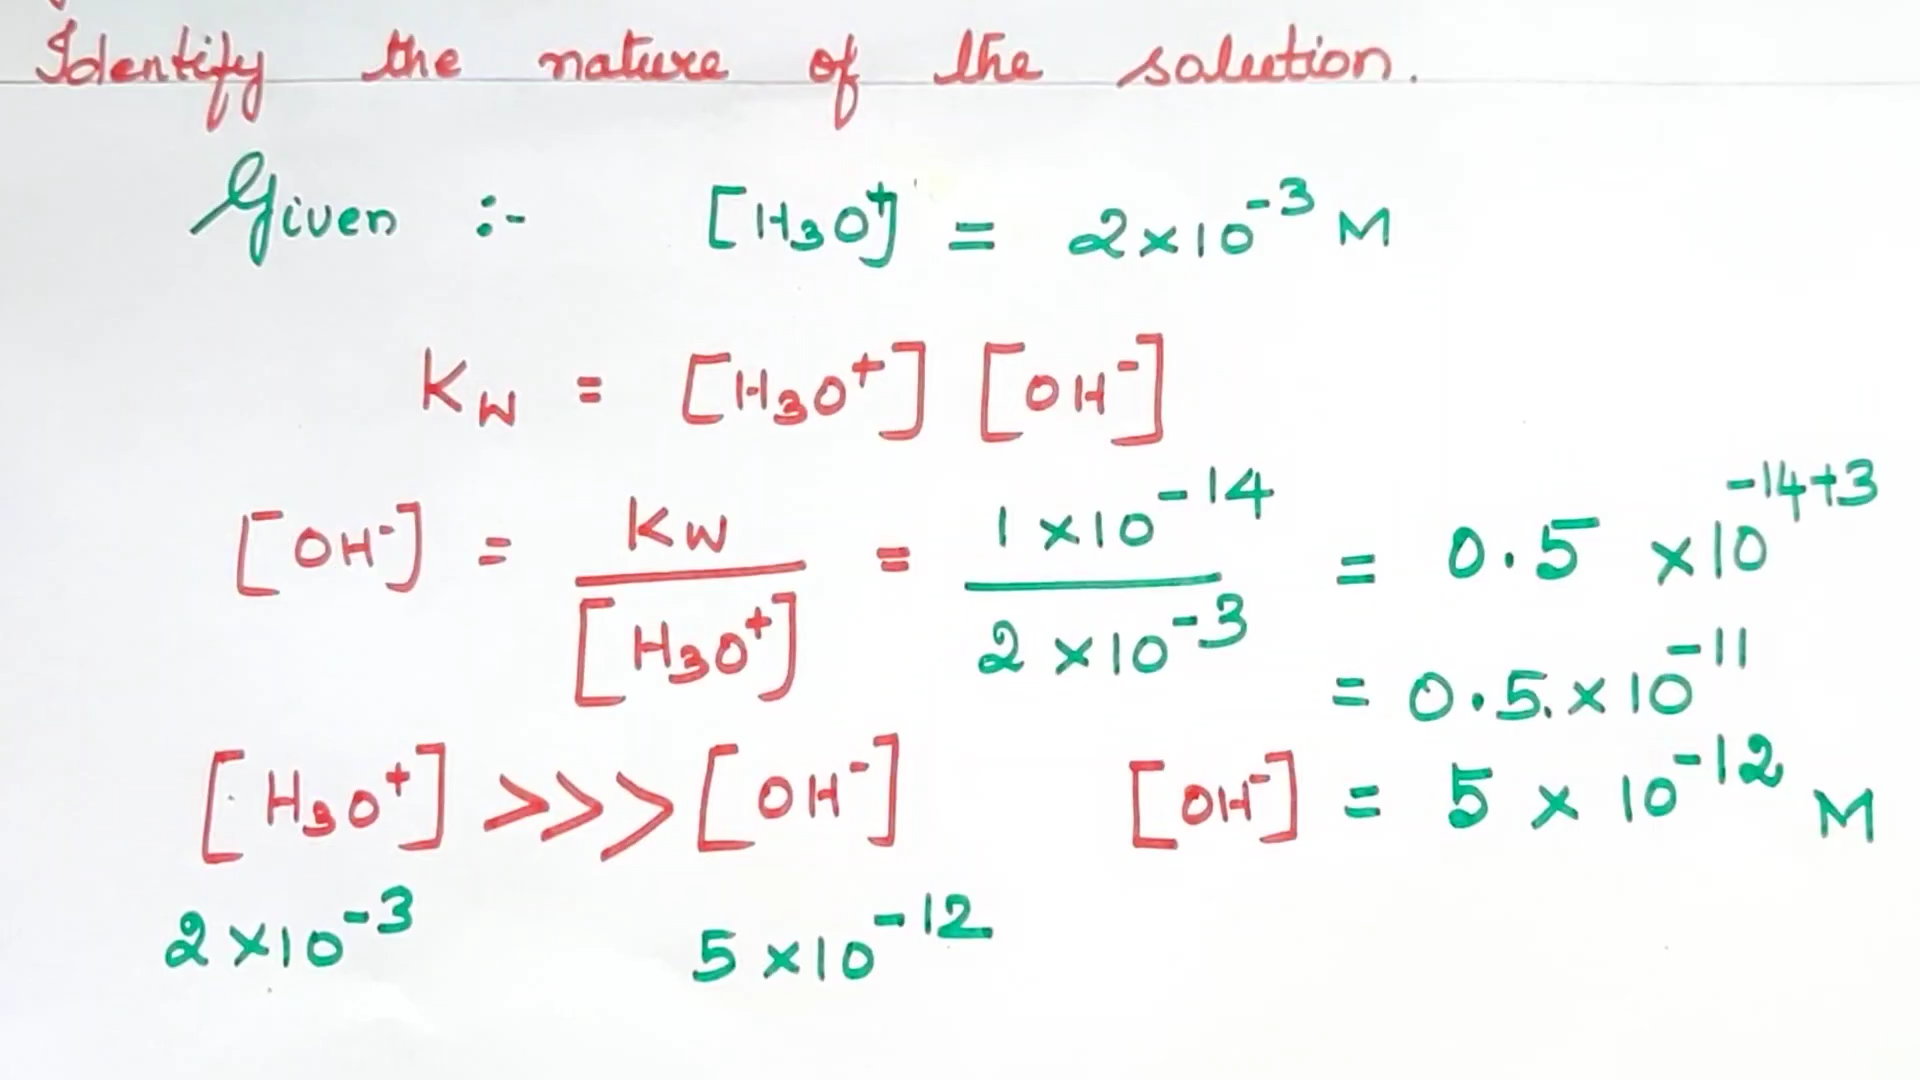 Identify the nature of the solution.
Given :- [H₃O⁺] = 2×10⁻³ M
Kw = [H₃O⁺] [OH⁻]
[OH⁻] = Kw / [H₃O⁺] = 1×10⁻¹⁴ / 2×10⁻³ = 0.5 ×10⁻¹⁴⁺³
= 0.5.×10⁻¹¹
[H₃O⁺] >>> [OH⁻] [OH⁻] = 5 × 10⁻¹² M
2×10⁻³ 5×10⁻¹²